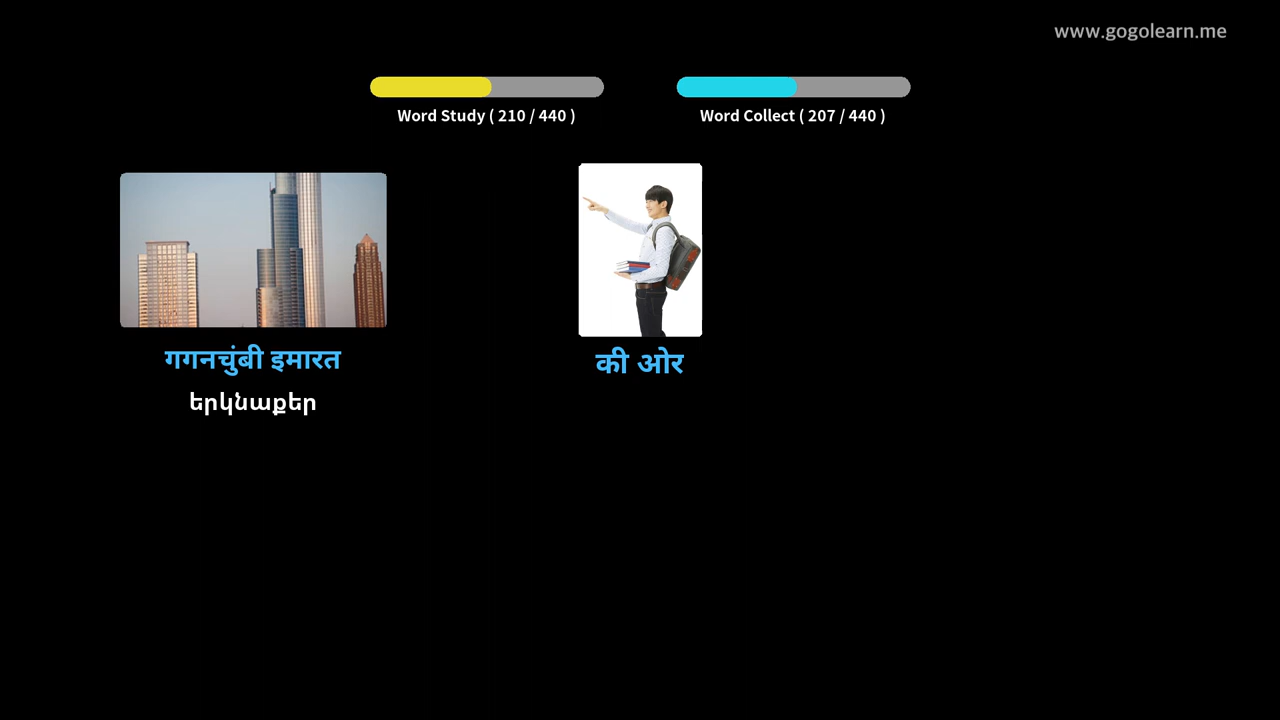 www.gogolearn.me
Word Study ( 210 / 440 )
Word Collect ( 207 / 440 )
गगनचुंबी इमारत
երկնաքեր
की ओर